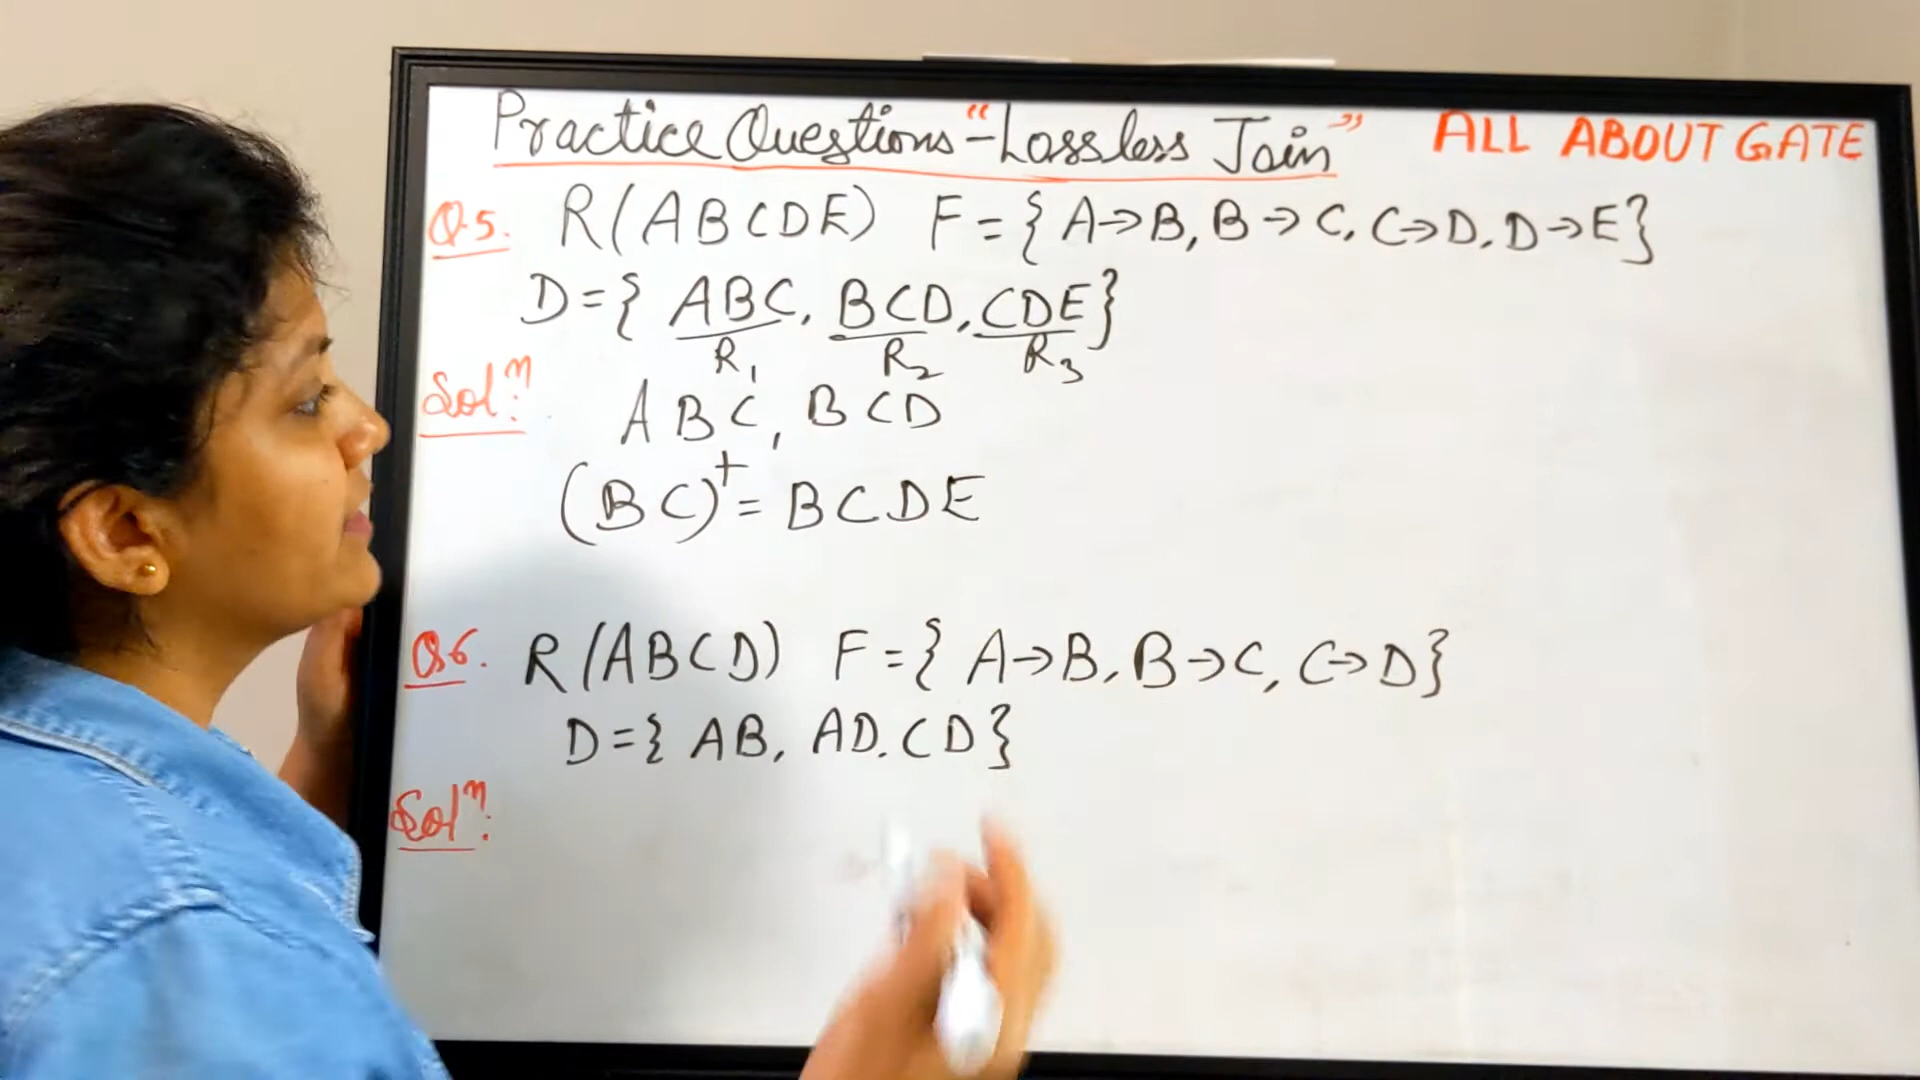 Practice Questions "-Lossless Join" ALL ABOUT GATE
Q.5. R(ABCDE) F={A→B, B→C, C→D, D→E}
D={ABC, BCD, CDE}
R1 R2 R3
Solⁿ: ABC, BCD
(BC)⁺= BCDE
Q6. R(ABCD) F={A→B, B→C, C→D}
D={AB, AD, CD}
Solⁿ: